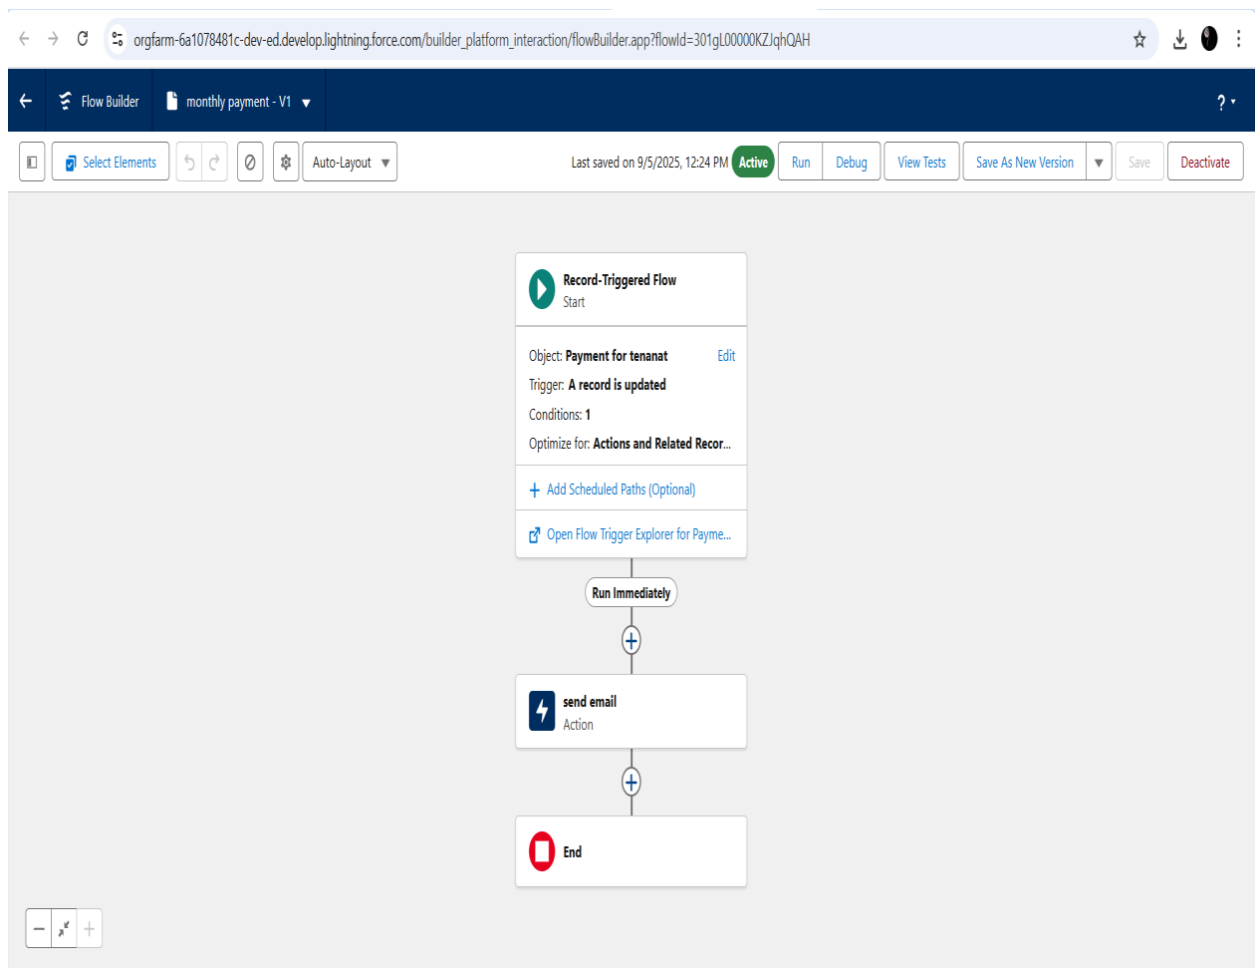 orgfarm-6a1078481c-dev-ed.develop.lightning.force.com/builder_platform_interaction/flowBuilder.app?flowId=301gL00000KZJqhQAH
Flow Builder
monthly payment - V1
?
Select Elements
Auto-Layout
Last saved on 9/5/2025, 12:24 PM
Active
Run
Debug
View Tests
Save As New Version
Save
Deactivate
Record-Triggered Flow
Start
Object: Payment for tenanat
Edit
Trigger: A record is updated
Conditions: 1
Optimize for: Actions and Related Recor...
+ Add Scheduled Paths (Optional)
Open Flow Trigger Explorer for Payme...
Run Immediately
send email
Action
End